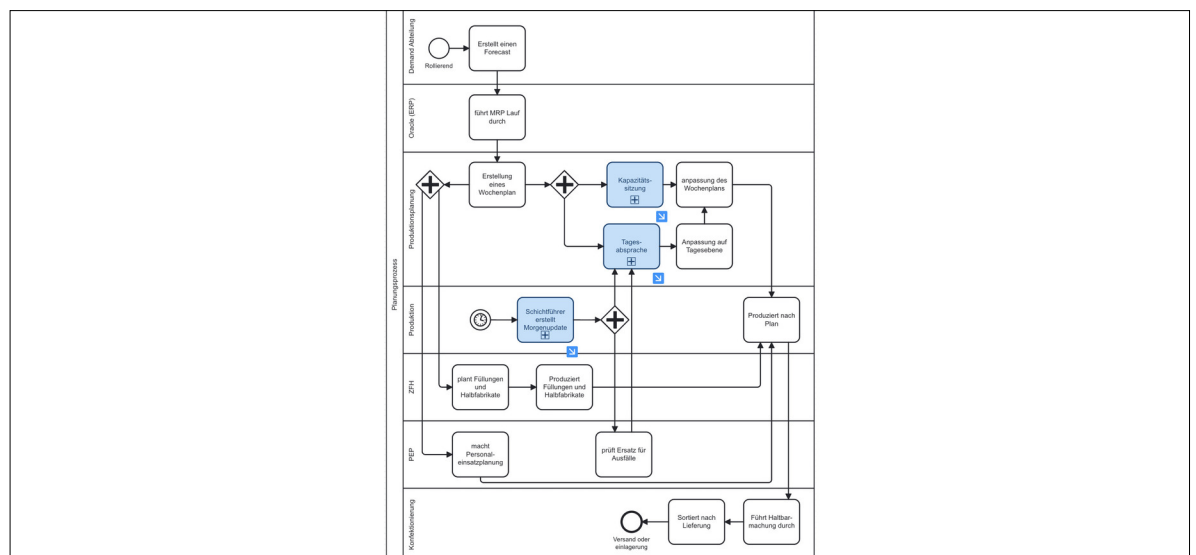 Planungsprozess
Demand Abteilung
Rollierend
Erstellt einen
Forecast
Oracle (ERP)
führt MRP Lauf
durch
Produktionsplanung
Erstellung
eines
Wochenplan
Kapazitäts-
sitzung
anpassung des
Wochenplans
Tages-
absprache
Anpassung auf
Tagesebene
Produktion
Schichtführer
erstellt
Morgenupdate
Produziert nach
Plan
ZFH
plant Füllungen
und
Halbfabrikate
Produziert
Füllungen und
Halbfabrikate
PEP
macht
Personal-
einsatzplanung
prüft Ersatz für
Ausfälle
Konfektionierung
Versand oder
einlagerung
Sortiert nach
Lieferung
Führt Haltbar-
machung durch